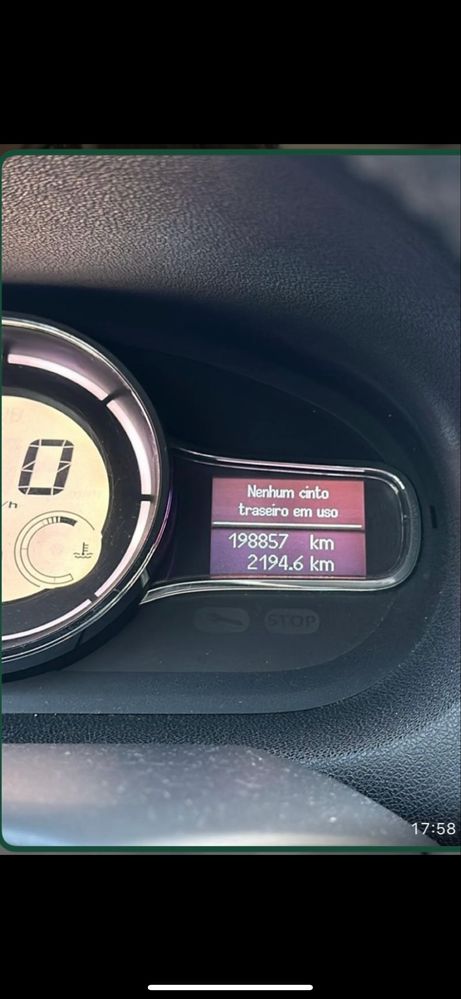 0
Nenhum cinto
traseiro em uso
198857 km
2194.6 km
STOP
17:58